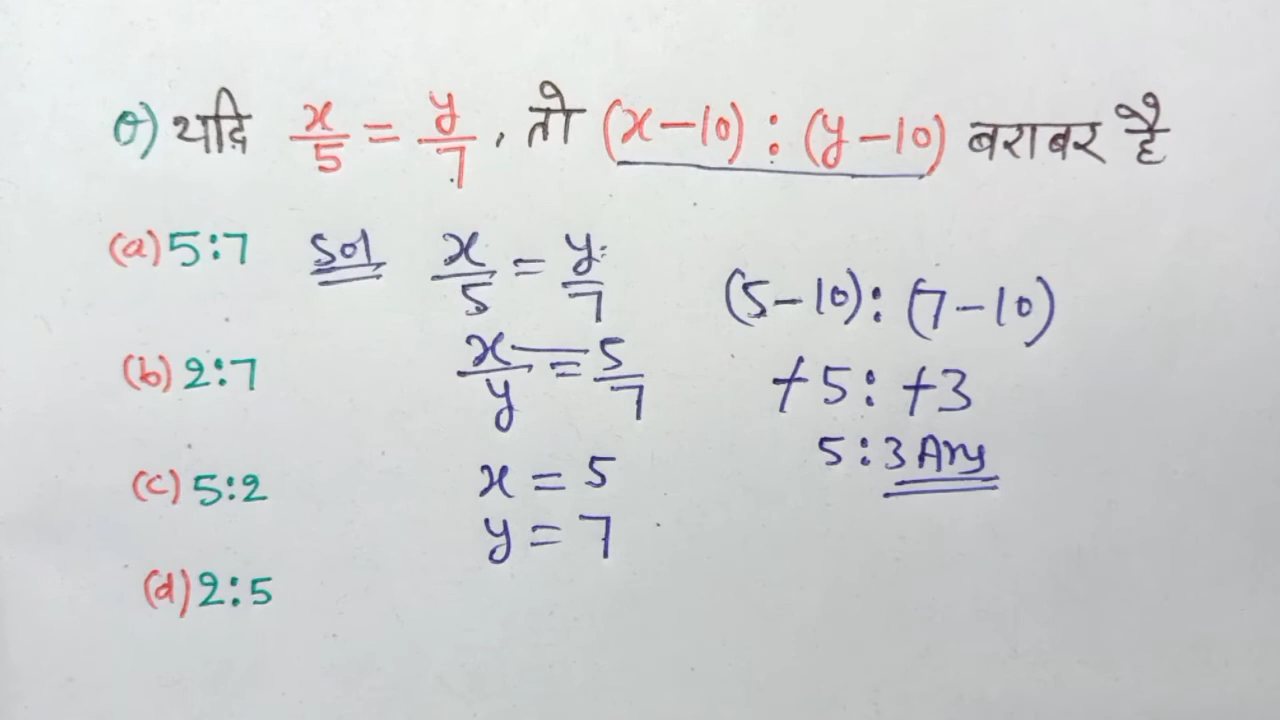 Q) यदि x/5 = y/7, तो (x-10) : (y-10) बराबर है
(a) 5:7
(b) 2:7
(c) 5:2
(d) 2:5
Sol x/5 = y/7
x/y = 5/7
x = 5
y = 7
(5-10) : (7-10)
+5 : +3
5 : 3 Ans